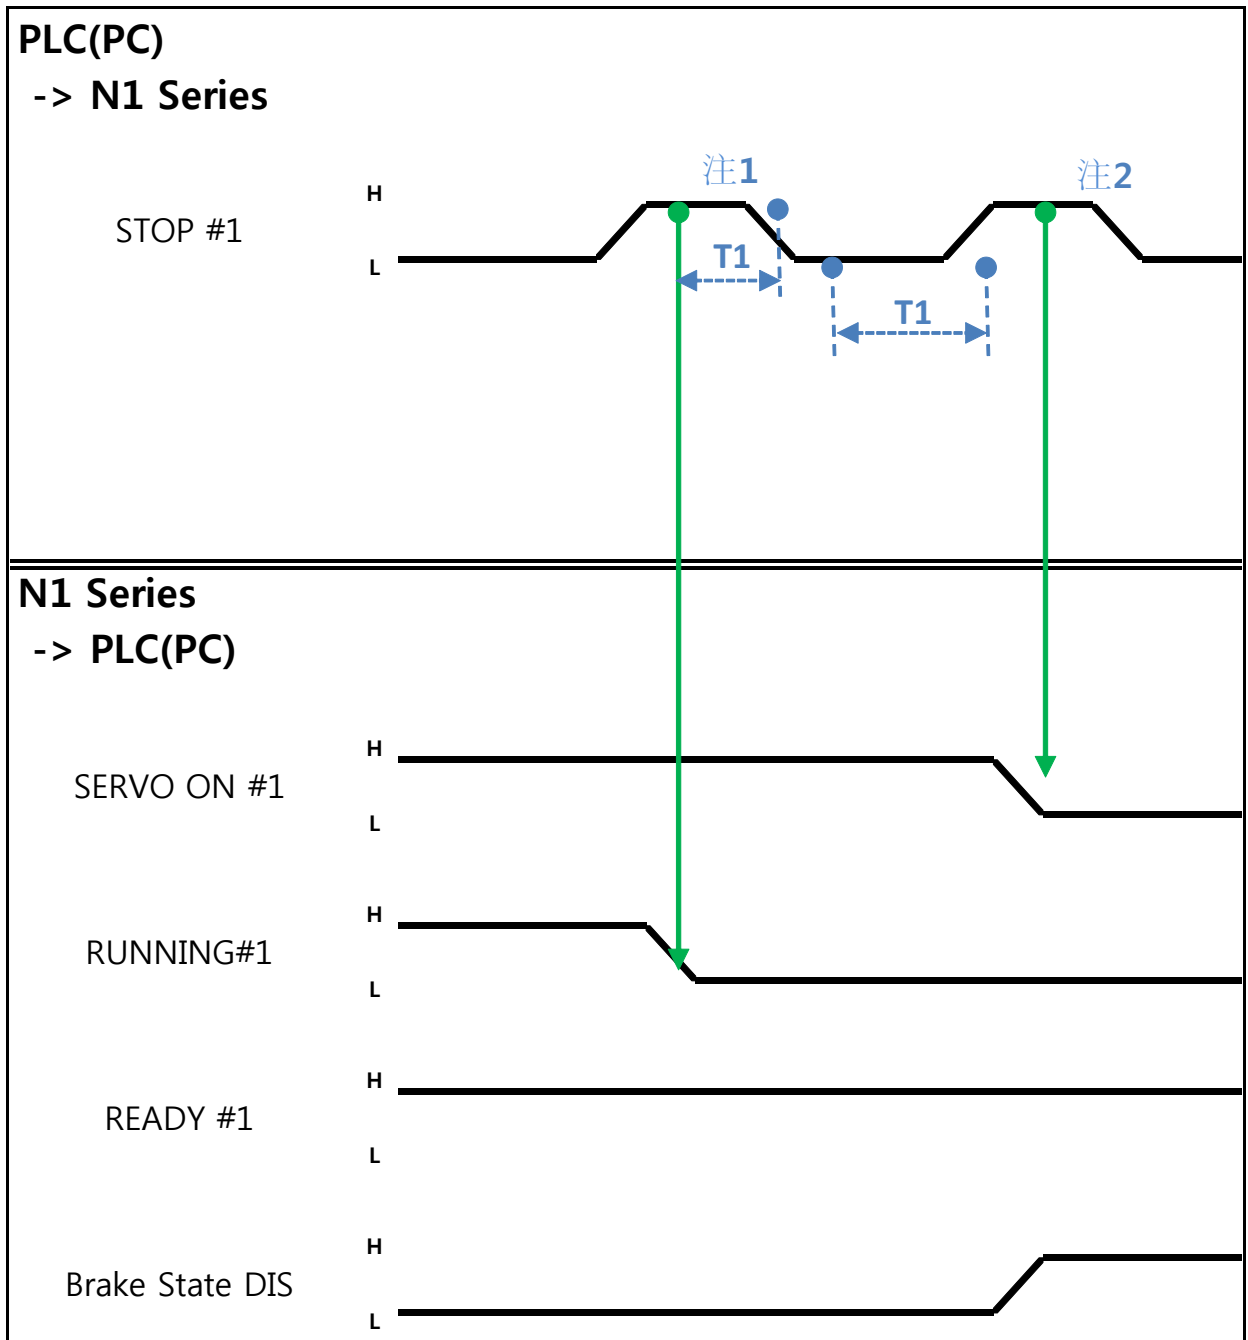 PLC(PC)
-> N1 Series
注1
注2
H
STOP #1
L
T1
T1
N1 Series
-> PLC(PC)
H
SERVO ON #1
L
H
RUNNING#1
L
H
READY #1
L
H
Brake State DIS
L